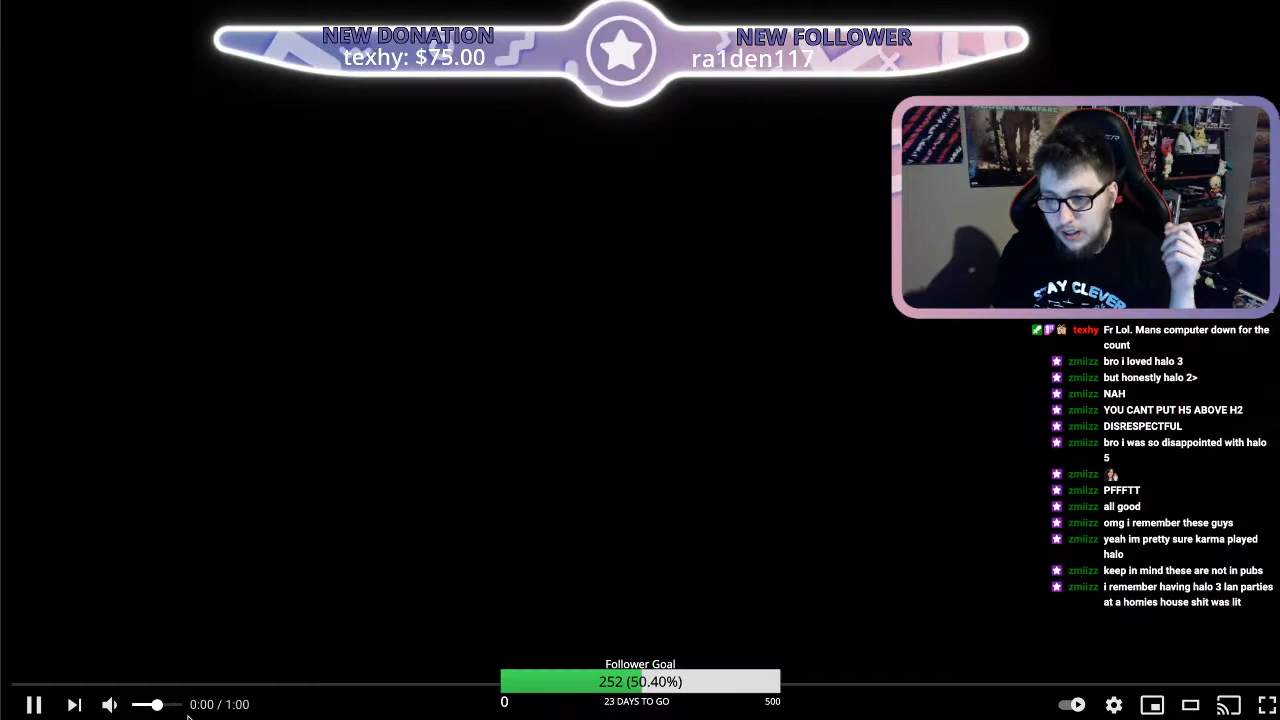 NEW DONATION
texhy: $75.00
NEW FOLLOWER
ra1den117
MODERN WARFARE
STAY CLEVER
texhy Fr Lol. Mans computer down for the
count
zmiizz bro i loved halo 3
zmiizz but honestly halo 2>
zmiizz NAH
zmiizz YOU CANT PUT H5 ABOVE H2
zmiizz DISRESPECTFUL
zmiizz bro i was so disappointed with halo
5
zmiizz
zmiizz PFFFTT
zmiizz all good
zmiizz omg i remember these guys
zmiizz yeah im pretty sure karma played
halo
zmiizz keep in mind these are not in pubs
zmiizz i remember having halo 3 lan parties
at a homies house shit was lit
Follower Goal
252 (50.40%)
0 23 DAYS TO GO 500
0:00 / 1:00